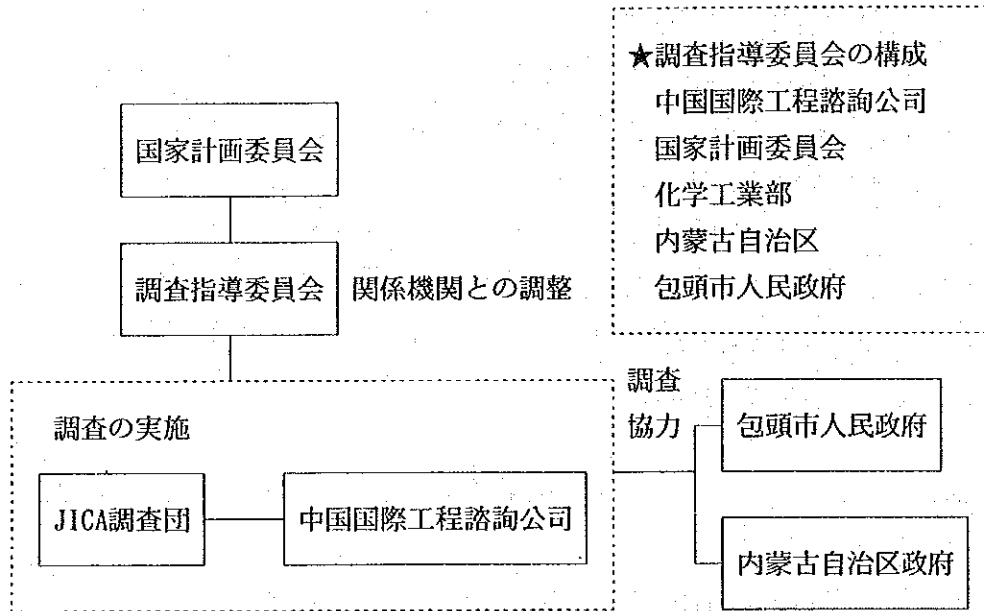 ★調査指導委員会の構成
中国国際工程諮詢公司
国家計画委員会
化学工業部
内蒙古自治区
包頭市人民政府
国家計画委員会
調査指導委員会
関係機関との調整
調査の実施
JICA調査団
中国国際工程諮詢公司
調査
協力
包頭市人民政府
内蒙古自治区政府